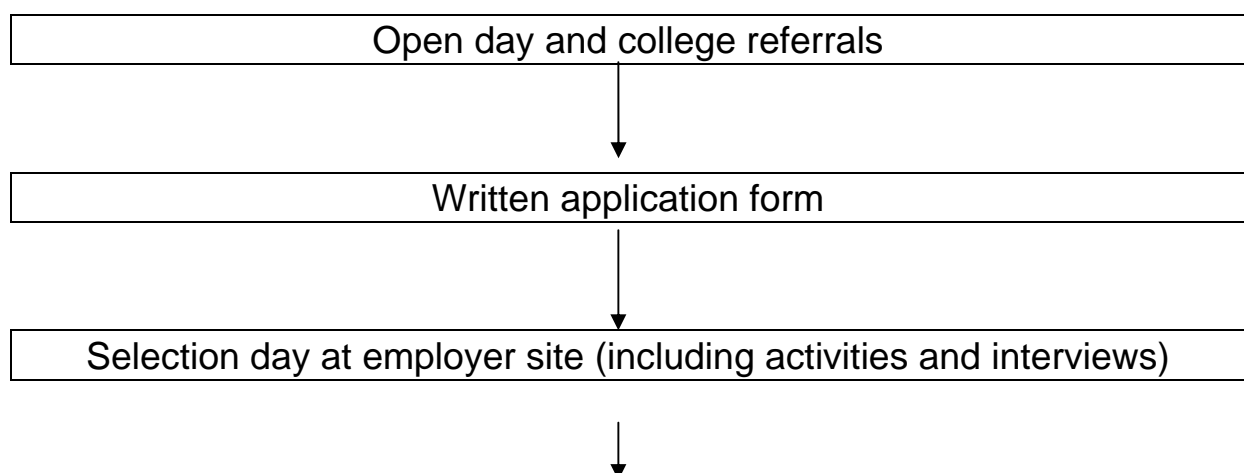 Open day and college referrals
Written application form
Selection day at employer site (including activities and interviews)